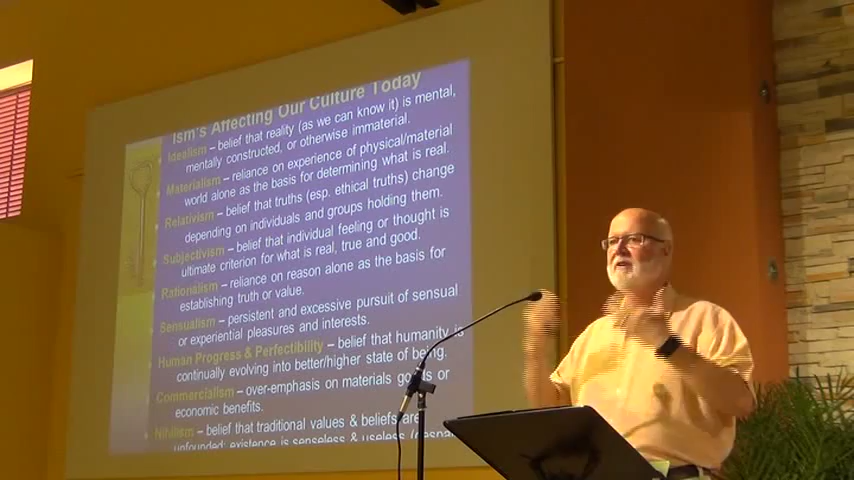 Ism's Affecting Our Culture Today
Idealism – belief that reality (as we can know it) is mental,
mentally constructed, or otherwise immaterial.
Materialism – reliance on experience of physical/material
world alone as the basis for determining what is real.
Relativism – belief that truths (esp. ethical truths) change
depending on individuals and groups holding them.
Subjectivism – belief that individual feeling or thought is
ultimate criterion for what is real, true and good.
Rationalism – reliance on reason alone as the basis for
establishing truth or value.
Sensualism – persistent and excessive pursuit of sensual
or experiential pleasures and interests.
Human Progress & Perfectibility – belief that humanity is
continually evolving into better/higher state of being.
Commercialism – over-emphasis on materials goods or
economic benefits.
Nihilism – belief that traditional values & beliefs are
unfounded; existence is senseless & useless